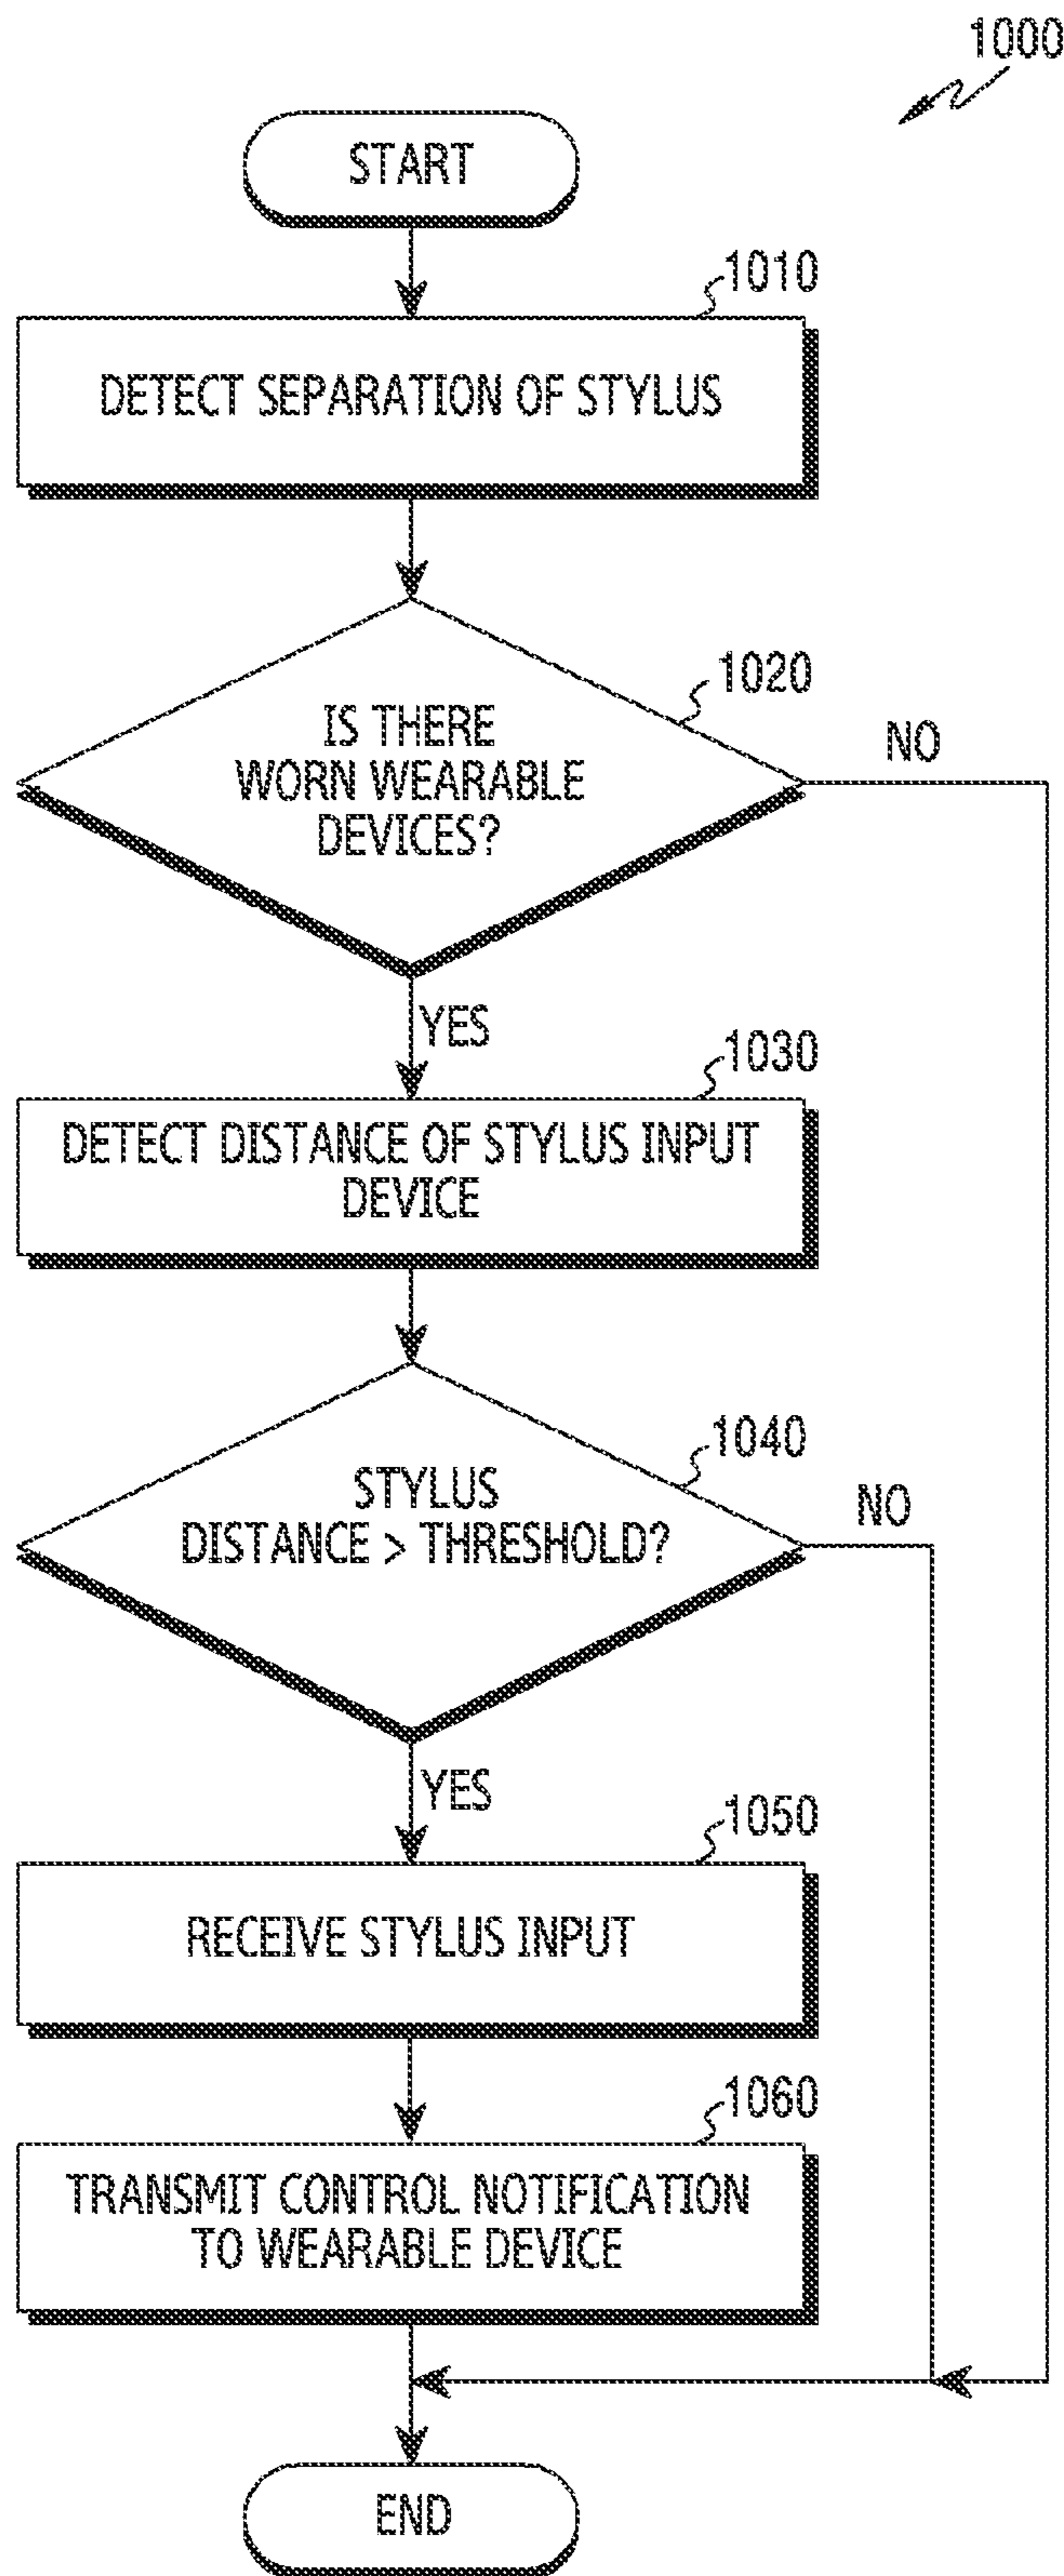 1000
START
1010
DETECT SEPARATION OF STYLUS
1020
IS THERE
WORN WEARABLE
DEVICES?
NO
YES
1030
DETECT DISTANCE OF STYLUS INPUT
DEVICE
1040
STYLUS
DISTANCE > THRESHOLD?
NO
YES
1050
RECEIVE STYLUS INPUT
1060
TRANSMIT CONTROL NOTIFICATION
TO WEARABLE DEVICE
END